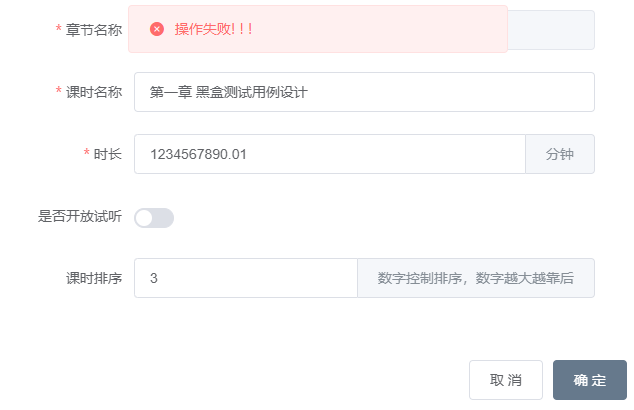 * 章节名称
操作失败!!!
* 课时名称 第一章 黑盒测试用例设计
* 时长 1234567890.01 分钟
是否开放试听
课时排序 3 数字控制排序，数字越大越靠后
取 消 确 定